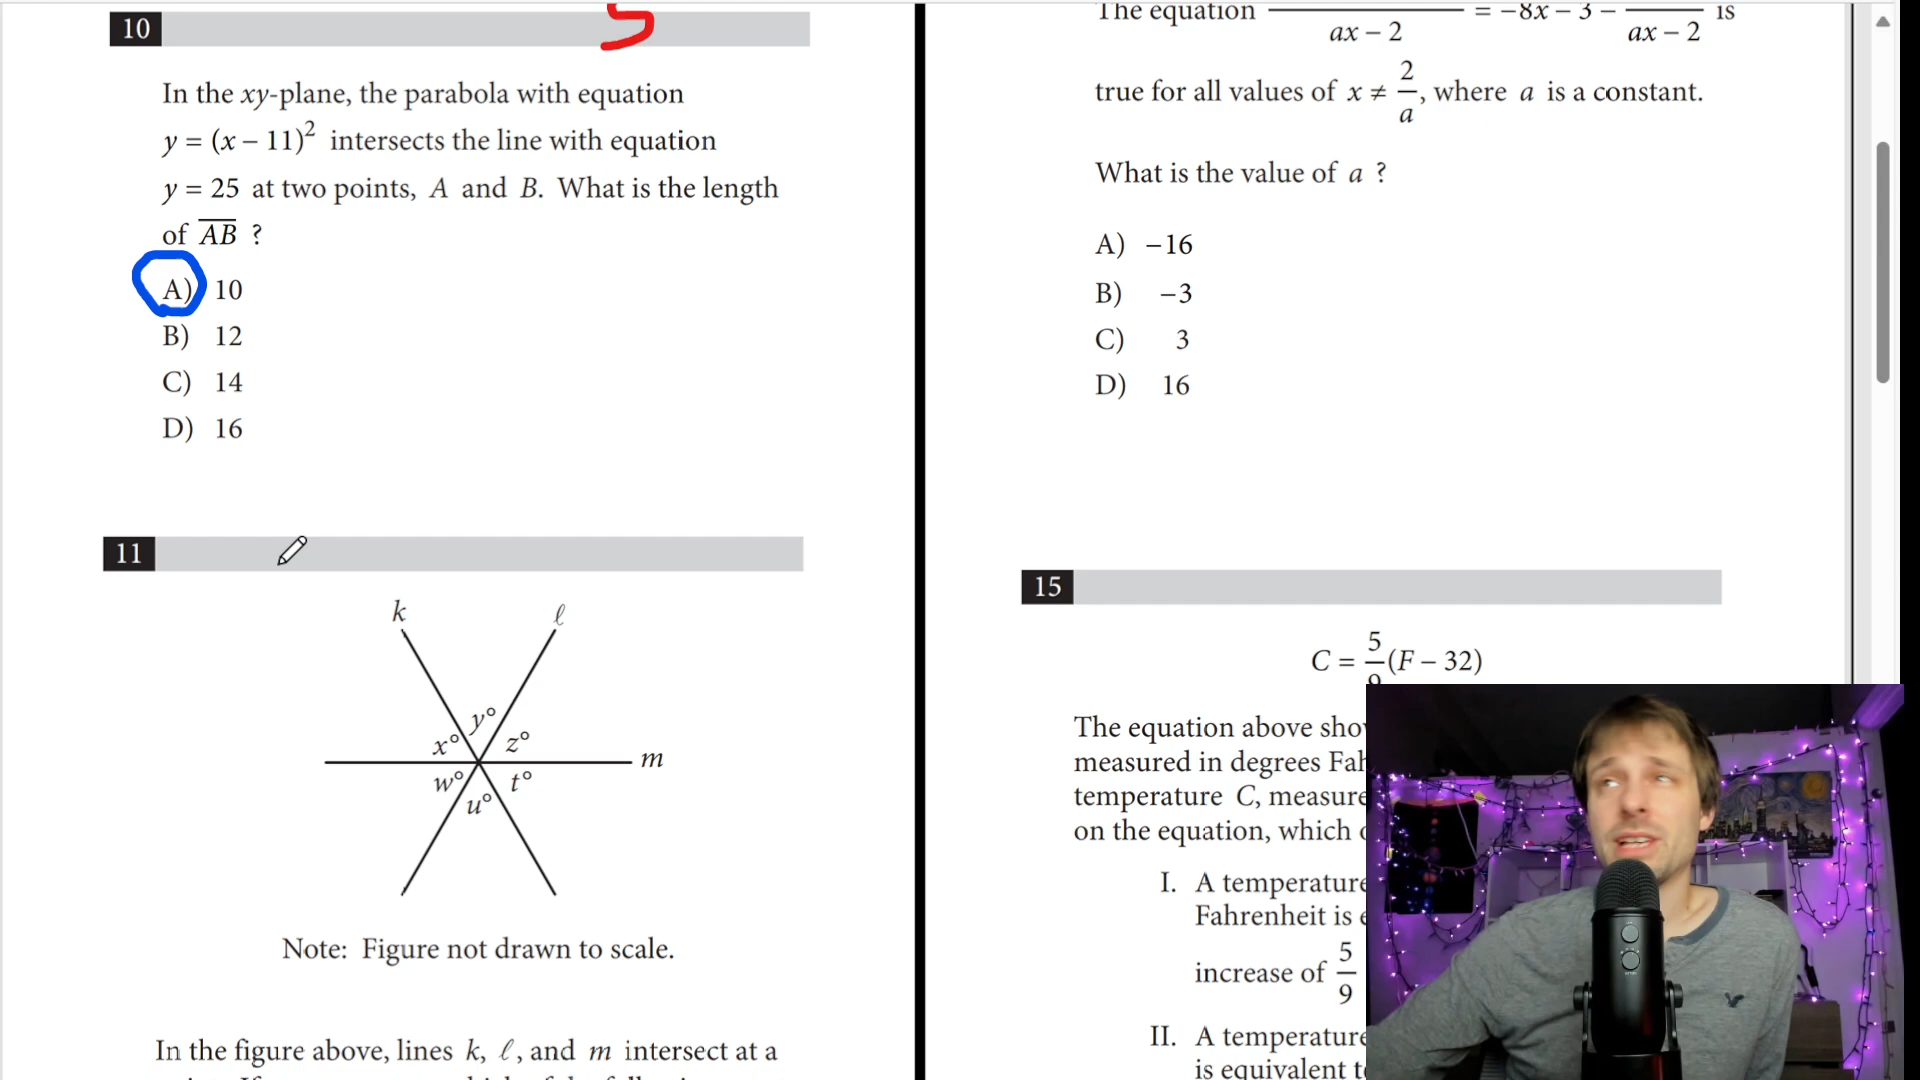 10
5
In the xy-plane, the parabola with equation
y = (x – 11)² intersects the line with equation
y = 25 at two points, A and B. What is the length
of A̅B̅ ?
A) 10
B) 12
C) 14
D) 16
11
k
ℓ
y°
x°
z°
m
w°
t°
u°
Note: Figure not drawn to scale.
In the figure above, lines k, ℓ, and m intersect at a
The equation
ax – 2
= –8x – 3 –
ax – 2
is
true for all values of x ≠ 2/a, where a is a constant.
What is the value of a ?
A) –16
B) –3
C) 3
D) 16
15
C = 5/9(F – 32)
The equation above
measured in degrees
temperature C,
on the equation, which
I. A temperature
Fahrenheit is
increase of 5/9
II. A temperature
is equivalent